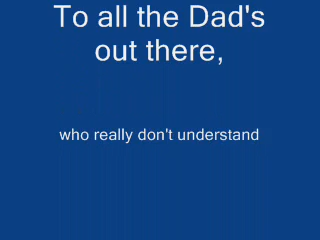 To all the Dad's
out there,
who really don't understand